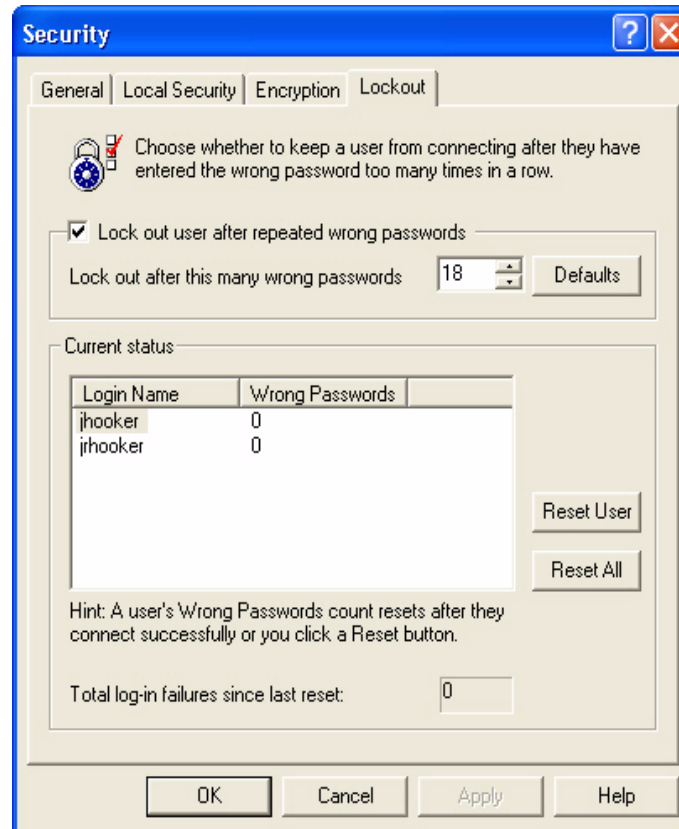 Security
General Local Security Encryption Lockout
Choose whether to keep a user from connecting after they have
entered the wrong password too many times in a row.
Lock out user after repeated wrong passwords
Lock out after this many wrong passwords 18 Defaults
Current status
Login Name Wrong Passwords
jhooker 0
jrhooker 0
Reset User
Reset All
Hint: A user's Wrong Passwords count resets after they
connect successfully or you click a Reset button.
Total log-in failures since last reset: 0
OK Cancel Apply Help